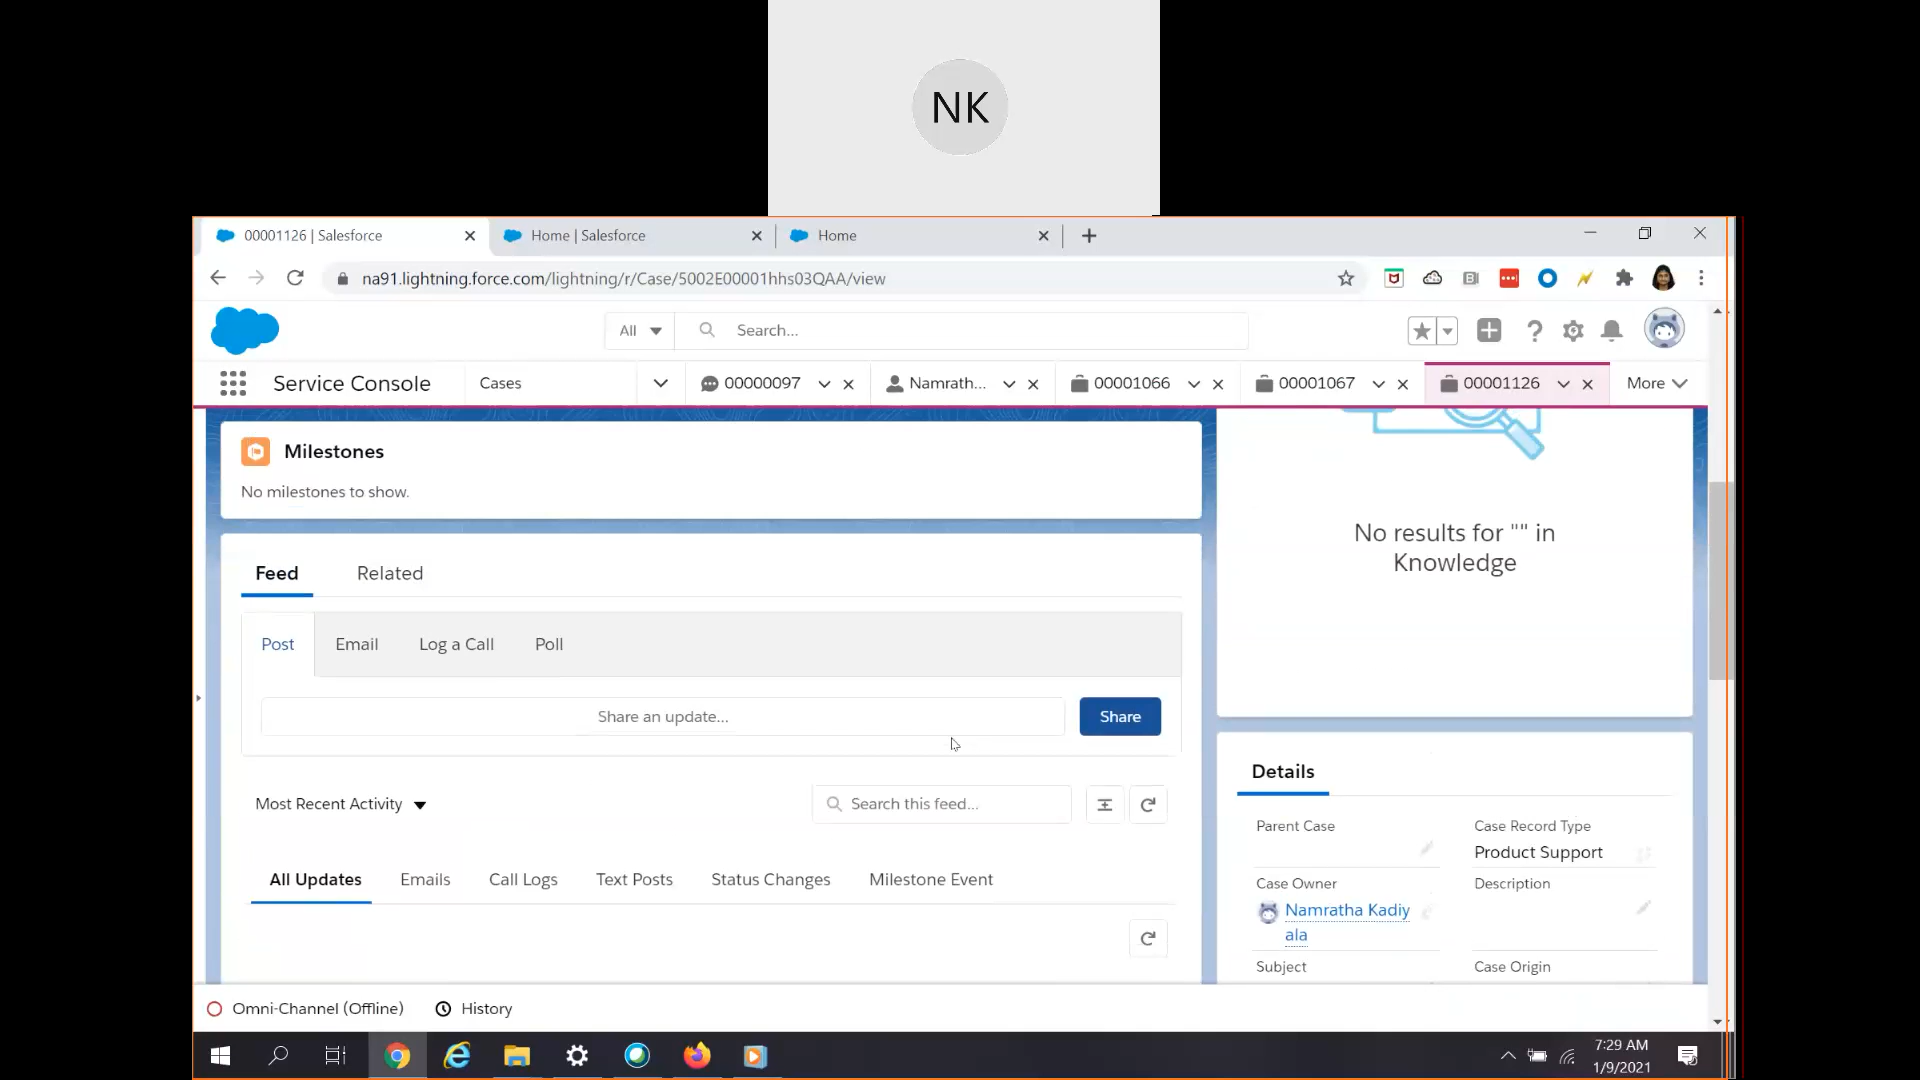 NK
00001126 | Salesforce
Home | Salesforce
Home
na91.lightning.force.com/lightning/r/Case/5002E00001hhs03QAA/view
All
Search...
Service Console
Cases
00000097
Namrath...
00001066
00001067
00001126
More
Milestones
No milestones to show.
No results for "" in
Knowledge
Feed
Related
Post
Email
Log a Call
Poll
Share an update...
Share
Most Recent Activity
Search this feed...
All Updates
Emails
Call Logs
Text Posts
Status Changes
Milestone Event
Details
Parent Case
Case Record Type
Product Support
Case Owner
Description
Namratha Kadiy
ala
Subject
Case Origin
Omni-Channel (Offline)
History
7:29 AM
1/9/2021